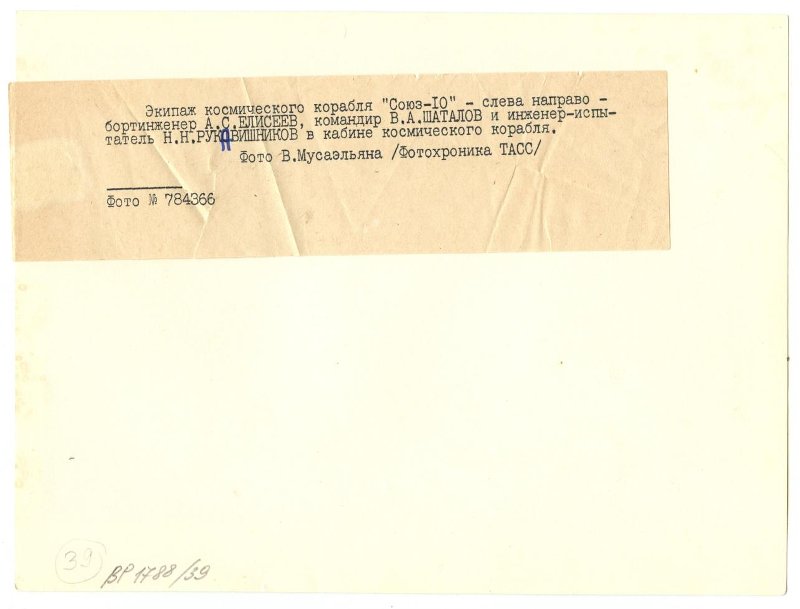 Экипаж космического корабля "Союз-10" - слева направо -
бортинженер А.С.ЕЛИСЕЕВ, командир В.А.ШАТАЛОВ и инженер-испы-
татель Н.Н.РУКАВИШНИКОВ в кабине космического корабля.
Фото В.Мусаэльяна /Фотохроника ТАСС/
Фото № 784366
39
ВР 1788/39